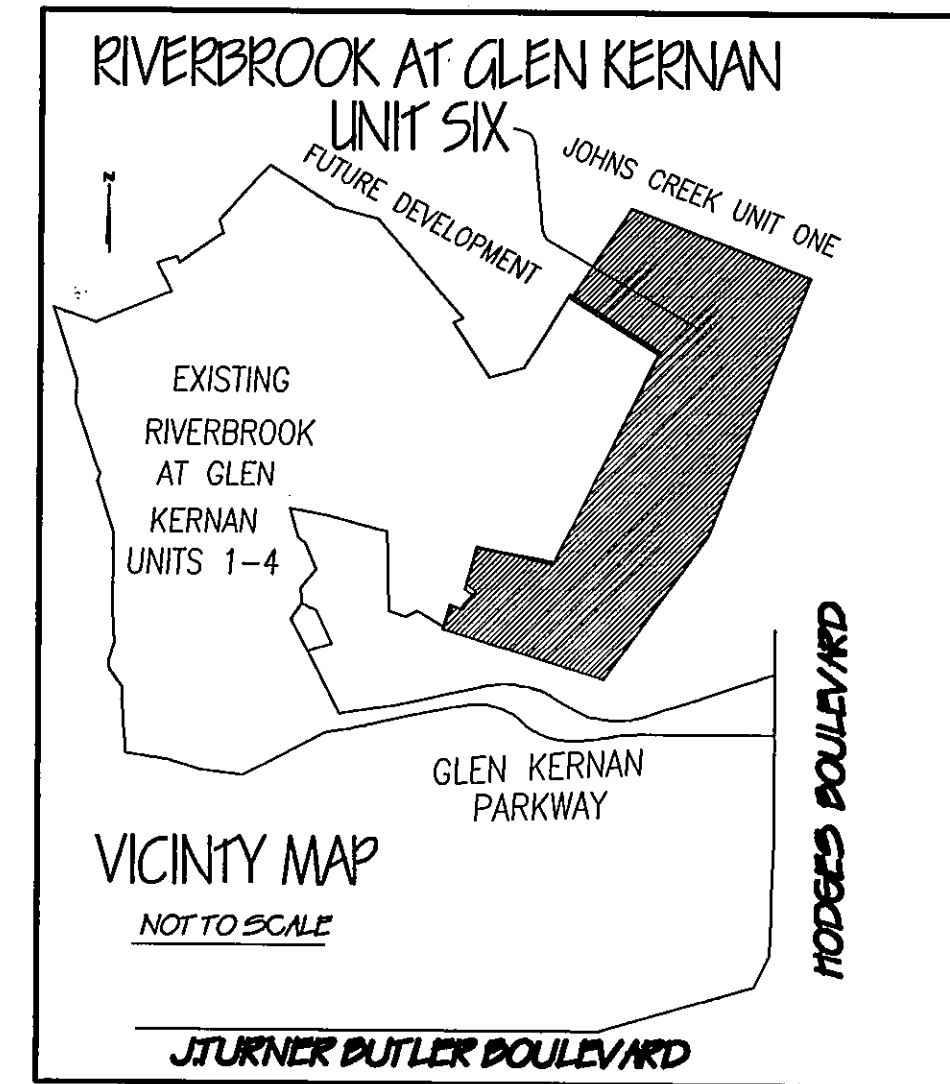 RIVERBROOK AT GLEN KERNAN
UNIT SIX
FUTURE DEVELOPMENT
JOHNS CREEK UNIT ONE
N
EXISTING
RIVERBROOK
AT GLEN
KERNAN
UNITS 1-4
GLEN KERNAN
PARKWAY
HODGES BOULEVARD
VICINTY MAP
NOT TO SCALE
J.TURNER BUTLER BOULEVARD